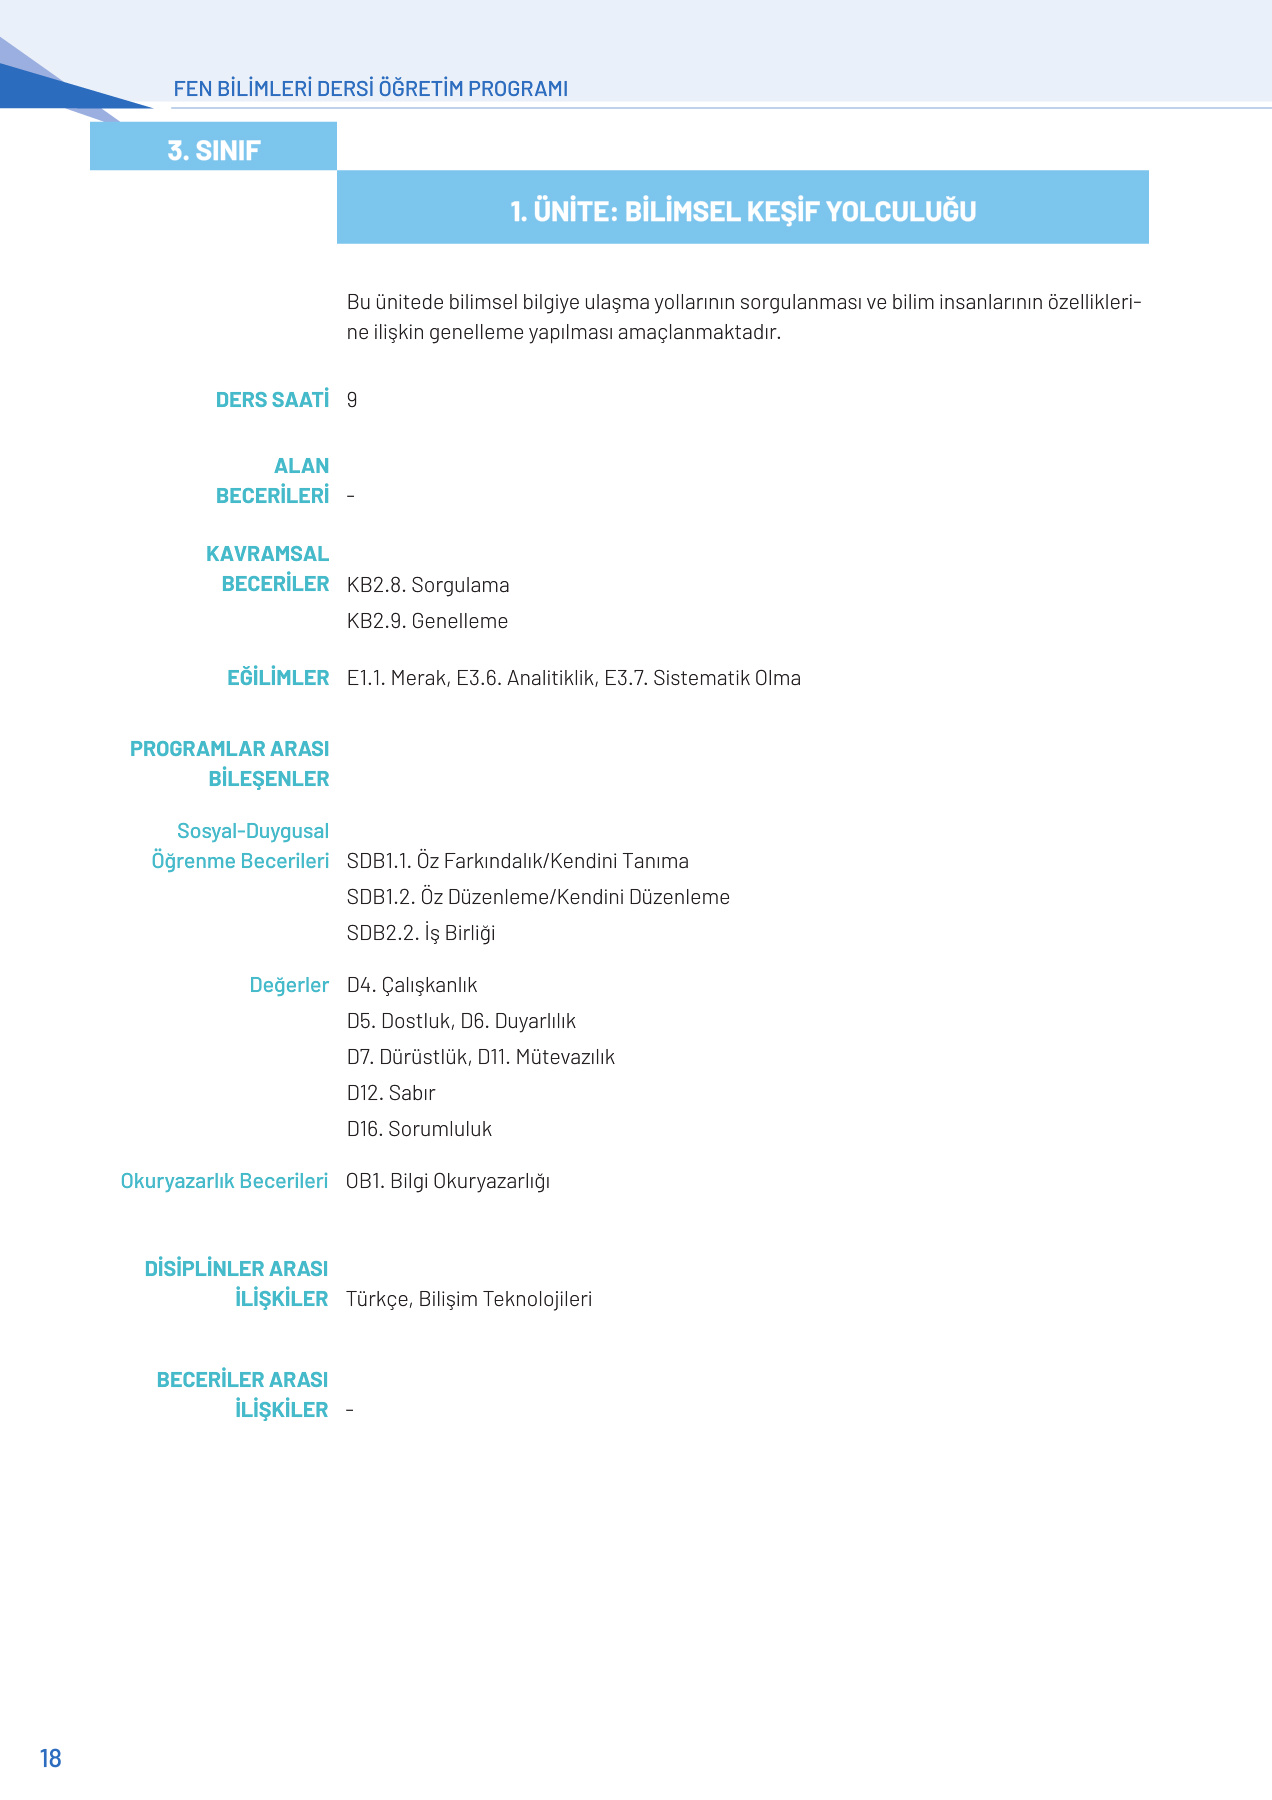 FEN BİLİMLERİ DERSİ ÖĞRETİM PROGRAMI
3. SINIF
1. ÜNİTE: BİLİMSEL KEŞİF YOLCULUĞU
Bu ünitede bilimsel bilgiye ulaşma yollarının sorgulanması ve bilim insanlarının özellikleri-
ne ilişkin genelleme yapılması amaçlanmaktadır.
DERS SAATİ 9
ALAN
BECERİLERİ -
KAVRAMSAL
BECERİLER KB2.8. Sorgulama
KB2.9. Genelleme
EĞİLİMLER E1.1. Merak, E3.6. Analitiklik, E3.7. Sistematik Olma
PROGRAMLAR ARASI
BİLEŞENLER
Sosyal-Duygusal
Öğrenme Becerileri SDB1.1. Öz Farkındalık/Kendini Tanıma
SDB1.2. Öz Düzenleme/Kendini Düzenleme
SDB2.2. İş Birliği
Değerler D4. Çalışkanlık
D5. Dostluk, D6. Duyarlılık
D7. Dürüstlük, D11. Mütevazılık
D12. Sabır
D16. Sorumluluk
Okuryazarlık Becerileri OB1. Bilgi Okuryazarlığı
DİSİPLİNLER ARASI
İLİŞKİLER Türkçe, Bilişim Teknolojileri
BECERİLER ARASI
İLİŞKİLER -
18